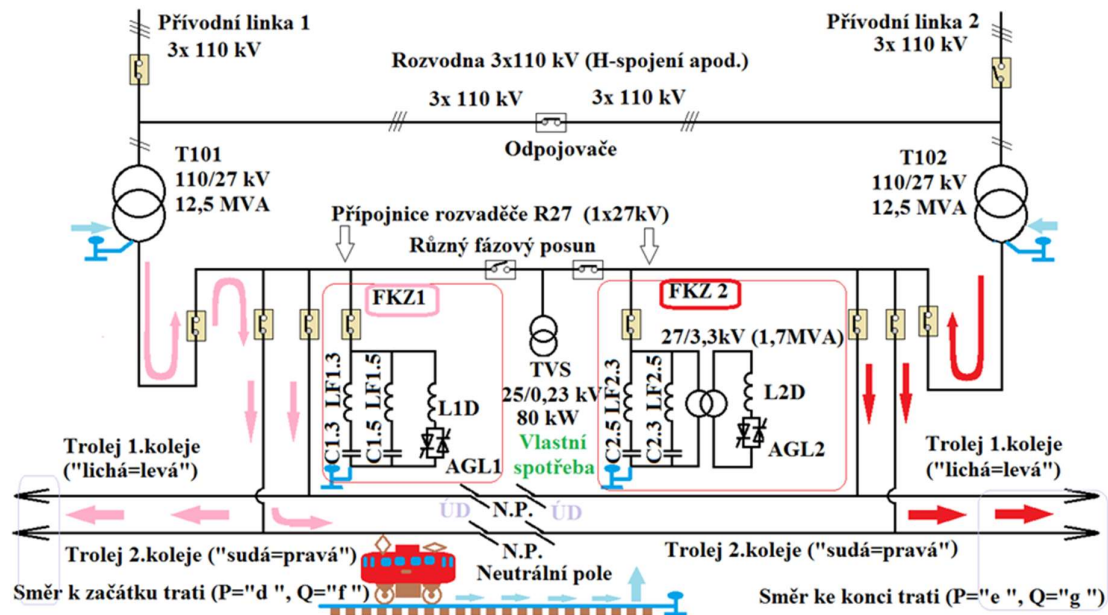 Přívodní linka 1
3x 110 kV
Přívodní linka 2
3x 110 kV
Rozvodna 3x110 kV (H-spojení apod.)
3x 110 kV
3x 110 kV
Odpojovače
T101
110/27 kV
12,5 MVA
T102
110/27 kV
12,5 MVA
Přípojnice rozvaděče R27 (1x27kV)
Různý fázový posun
FKZ1
FKZ 2
27/3,3kV (1,7MVA)
C1.3 LF1.3
C1.5 LF1.5
L1D
AGL1
TVS
25/0,23 kV
80 kW
Vlastní
spotřeba
C2.5 LF2.3
C2.3 LF2.5
L2D
AGL2
Trolej 1.koleje
("lichá=levá")
Trolej 1.koleje
("lichá=levá")
ÚD
N.P.
ÚD
Trolej 2.koleje ("sudá=pravá")
N.P.
Trolej 2.koleje ("sudá=pravá")
Neutrální pole
Směr k začátku trati (P="d ", Q="f ")
Směr ke konci trati (P="e ", Q="g ")